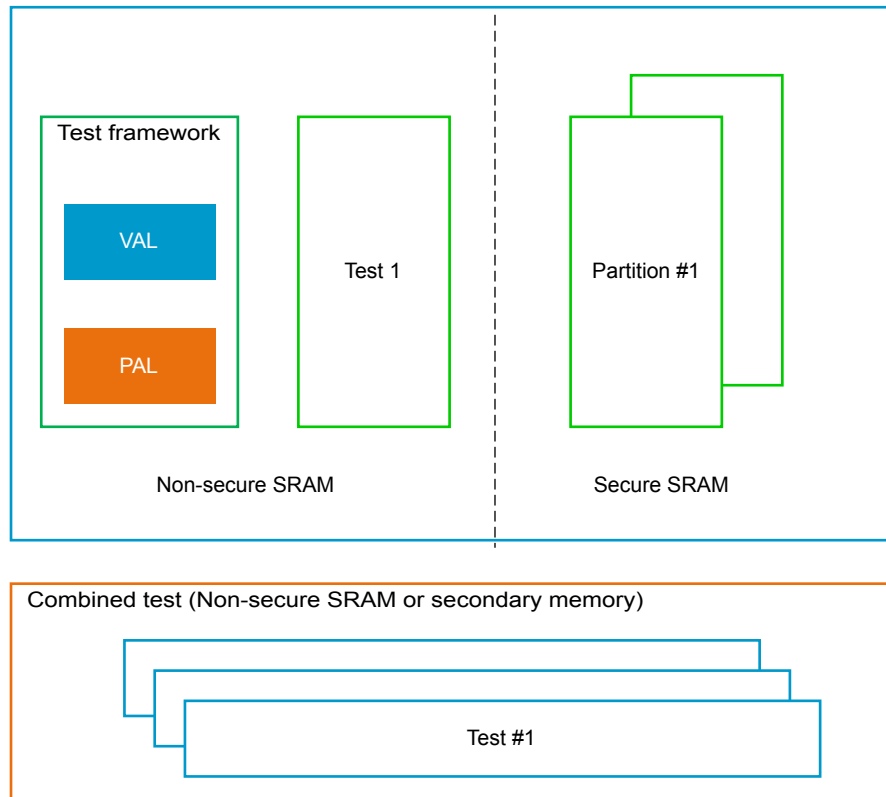 Test framework
VAL
PAL
Test 1
Partition #1
Non-secure SRAM
Secure SRAM
Combined test (Non-secure SRAM or secondary memory)
Test #1